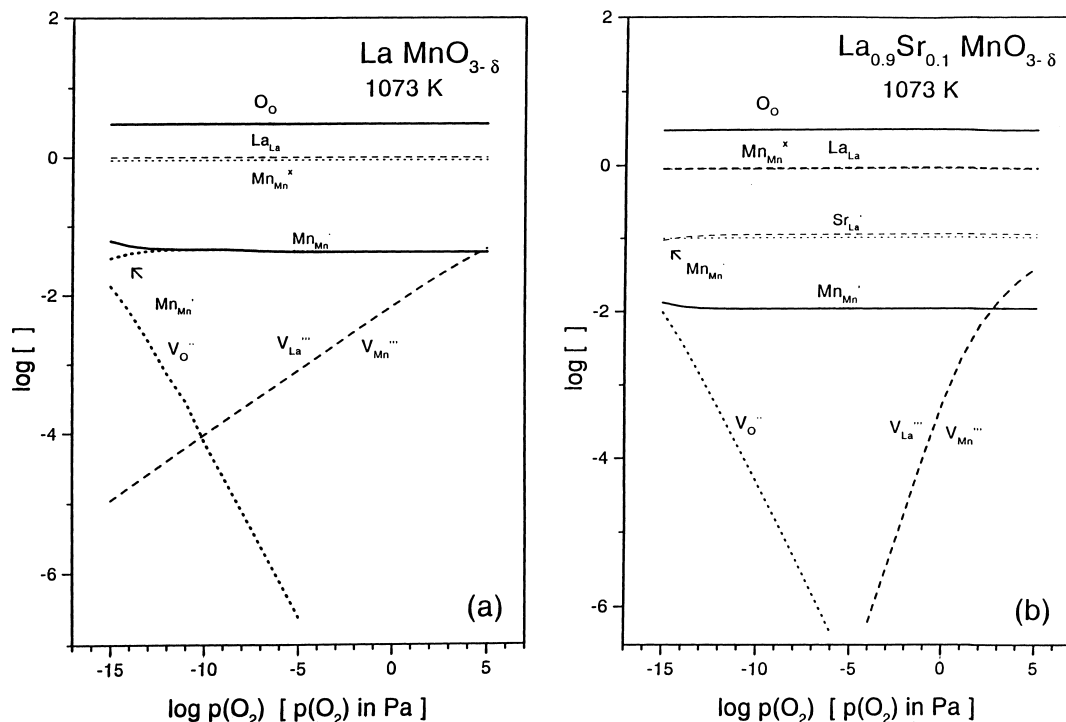 La MnO3-δ
1073 K
OO
LaLa
MnMnx
MnMn
MnMn·
VO··
VLa''' VMn'''
(a)
2
0
-2
-4
-6
log [ ]
-15 -10 -5 0 5
log p(O2) [ p(O2) in Pa ]
La0.9Sr0.1 MnO3-δ
1073 K
OO
MnMnx LaLa
SrLa'
MnMn
MnMn'
VO··
VLa''' VMn'''
(b)
2
0
-2
-4
-6
log [ ]
-15 -10 -5 0 5
log p(O2) [ p(O2) in Pa ]